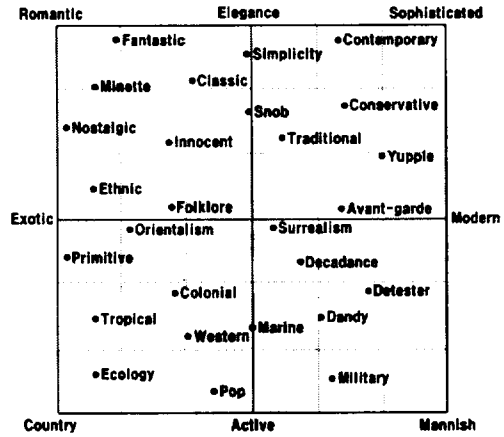 Romantic Elegance Sophisticated
Fantastic Contemporary
Simplicity
Minette Classic
Snob Conservative
Nostalgic
Innocent Traditional
Yupple
Ethnic
Folklore Avant-garde
Exotic Modern
Orientalism Surrealism
Primitive Decadance
Colonial Detester
Tropical Marine Dandy
Western
Ecology Military
Pop
Country Active Mannish